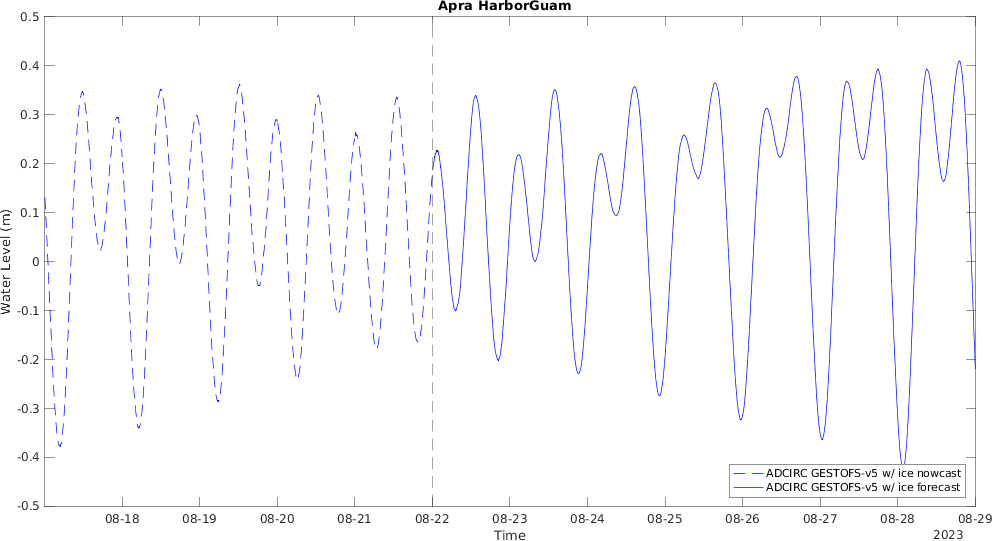 Apra HarborGuam
0.5
0.4
0.3
0.2
0.1
0
-0.1
-0.2
-0.3
-0.4
-0.5
Water Level (m)
ADCIRC GESTOFS-v5 w/ ice nowcast
ADCIRC GESTOFS-v5 w/ ice forecast
08-18 08-19 08-20 08-21 08-22 08-23 08-24 08-25 08-26 08-27 08-28 08-29
Time
2023